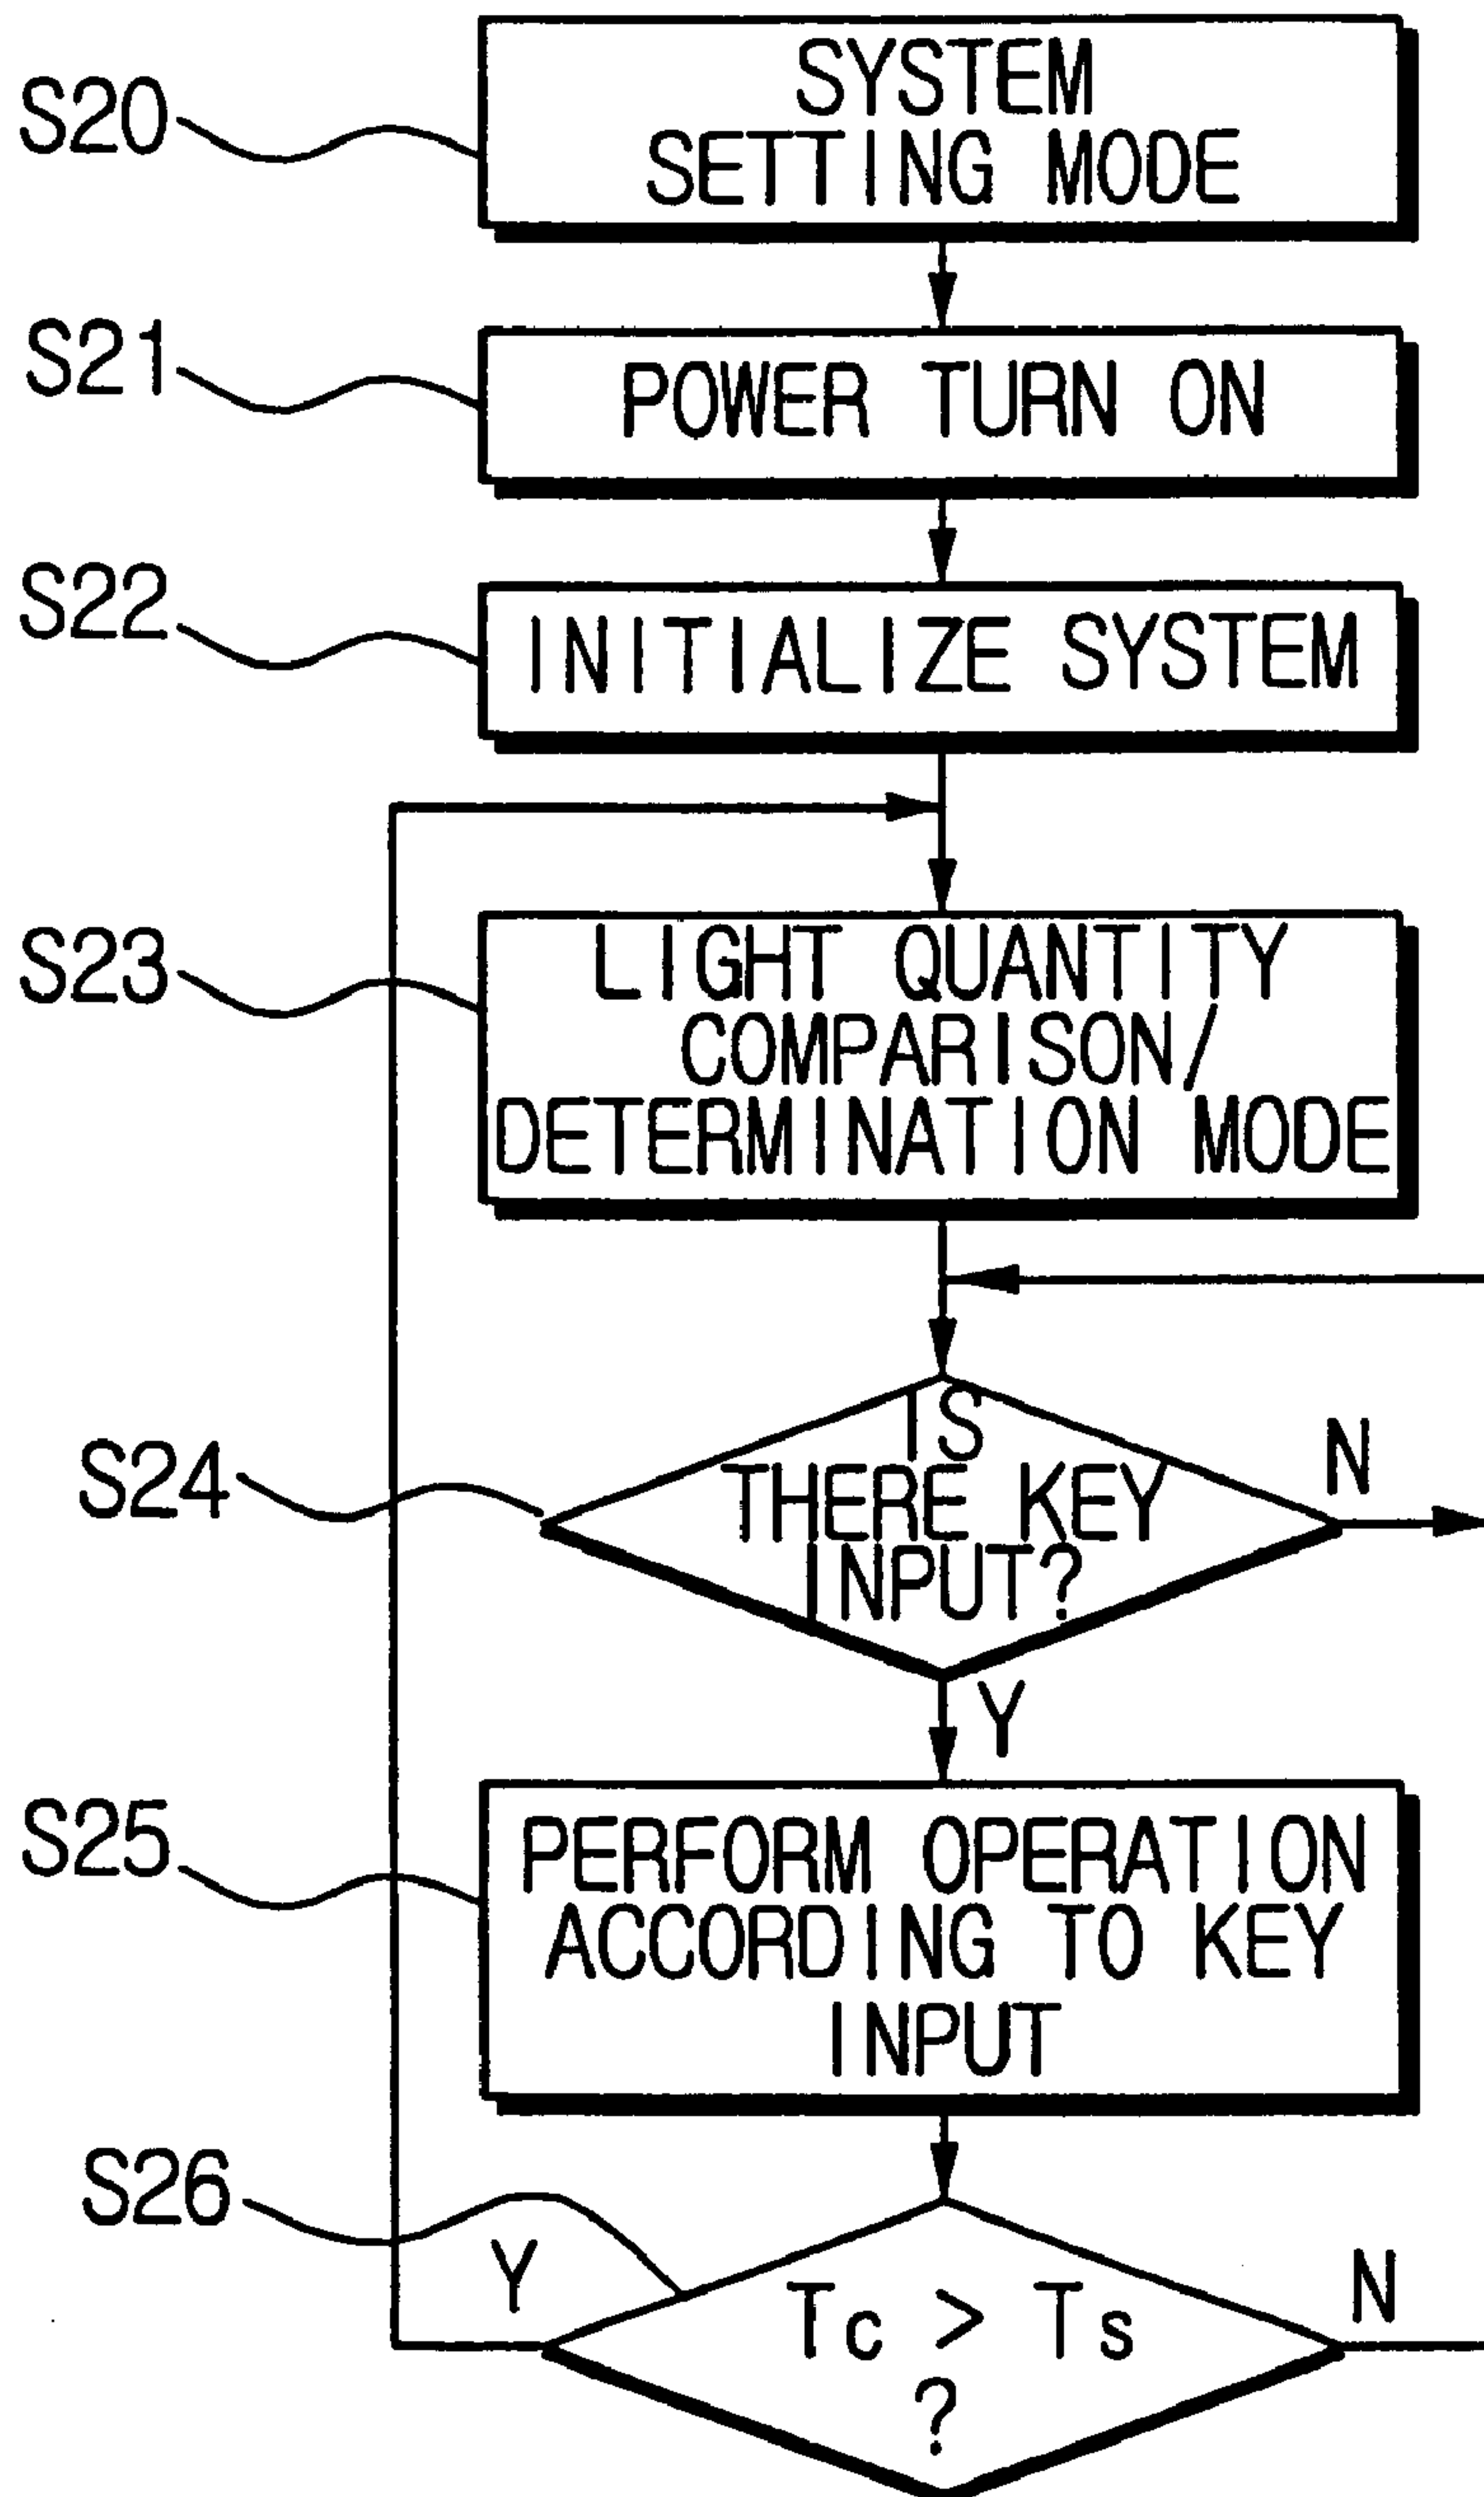 S20
SYSTEM
SETTING MODE
S21
POWER TURN ON
S22
INITIALIZE SYSTEM
S23
LIGHT QUANTITY
COMPARISON/
DETERMINATION MODE
S24
IS
THERE KEY
INPUT?
N
Y
S25
PERFORM OPERATION
ACCORDING TO KEY
INPUT
S26
Y
Tc > Ts
?
N